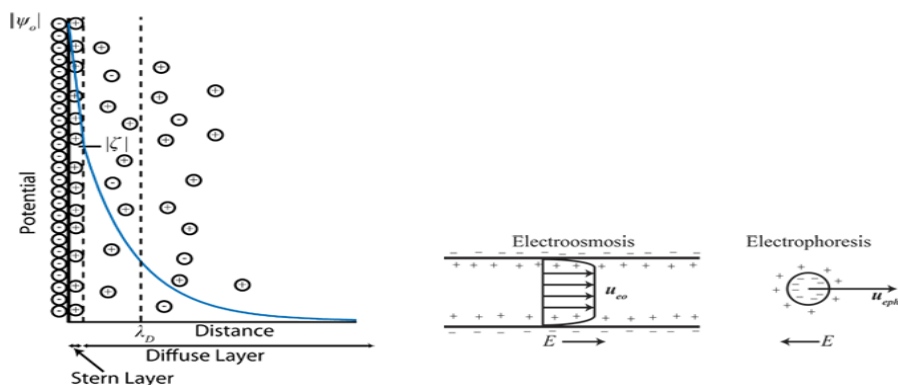 |ψo|
|ζ|
Potential
λD
Distance
Diffuse Layer
Stern Layer
Electroosmosis
ueo
E
Electrophoresis
ueph
E